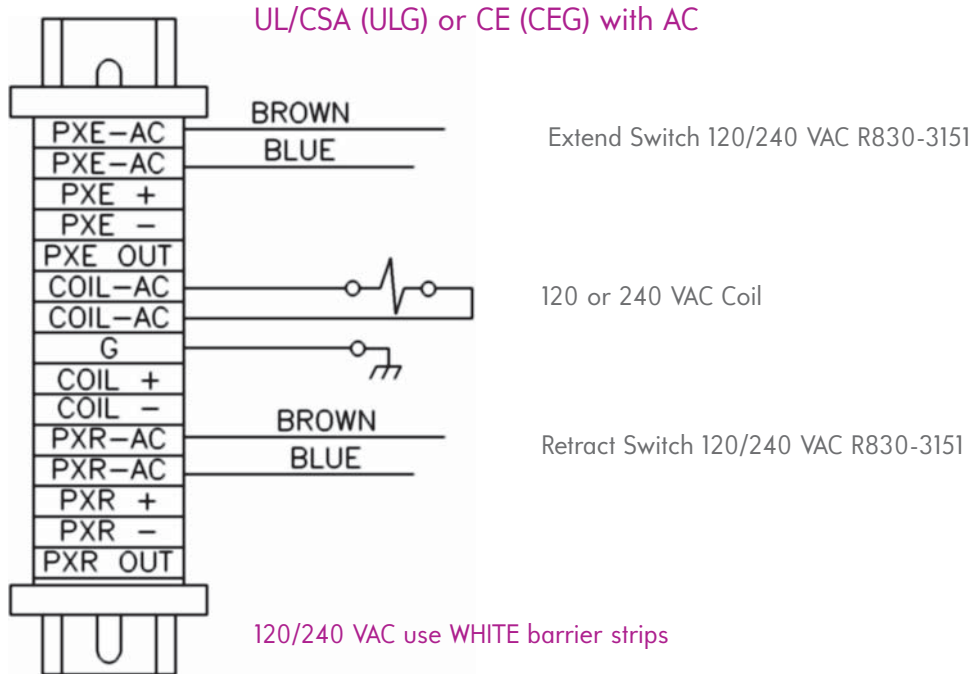 UL/CSA (ULG) or CE (CEG) with AC
PXE-AC BROWN
PXE-AC BLUE
Extend Switch 120/240 VAC R830-3151
PXE +
PXE -
PXE OUT
COIL-AC
COIL-AC
120 or 240 VAC Coil
G
COIL +
COIL -
PXR-AC BROWN
PXR-AC BLUE
Retract Switch 120/240 VAC R830-3151
PXR +
PXR -
PXR OUT
120/240 VAC use WHITE barrier strips